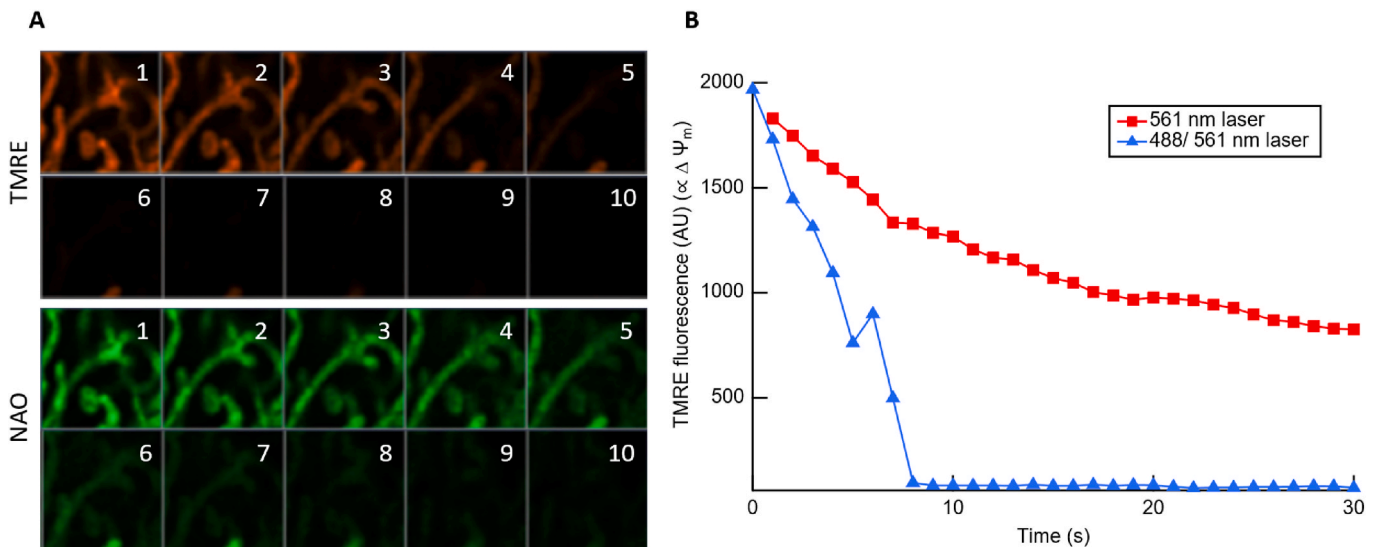 A
TMRE
1 2 3 4 5
6 7 8 9 10
NAO
1 2 3 4 5
6 7 8 9 10
B
TMRE fluorescence (AU) (∝ Δ Ψm)
2000
1500
1000
500
561 nm laser
488/ 561 nm laser
0 10 20 30
Time (s)